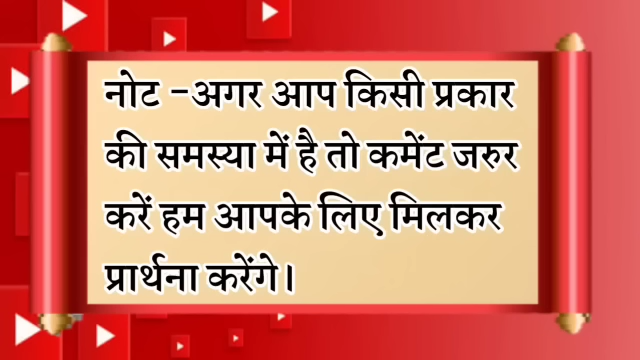 नोट -अगर आप किसी प्रकार
की समस्या में है तो कमेंट जरुर
करें हम आपके लिए मिलकर
प्रार्थना करेंगे।